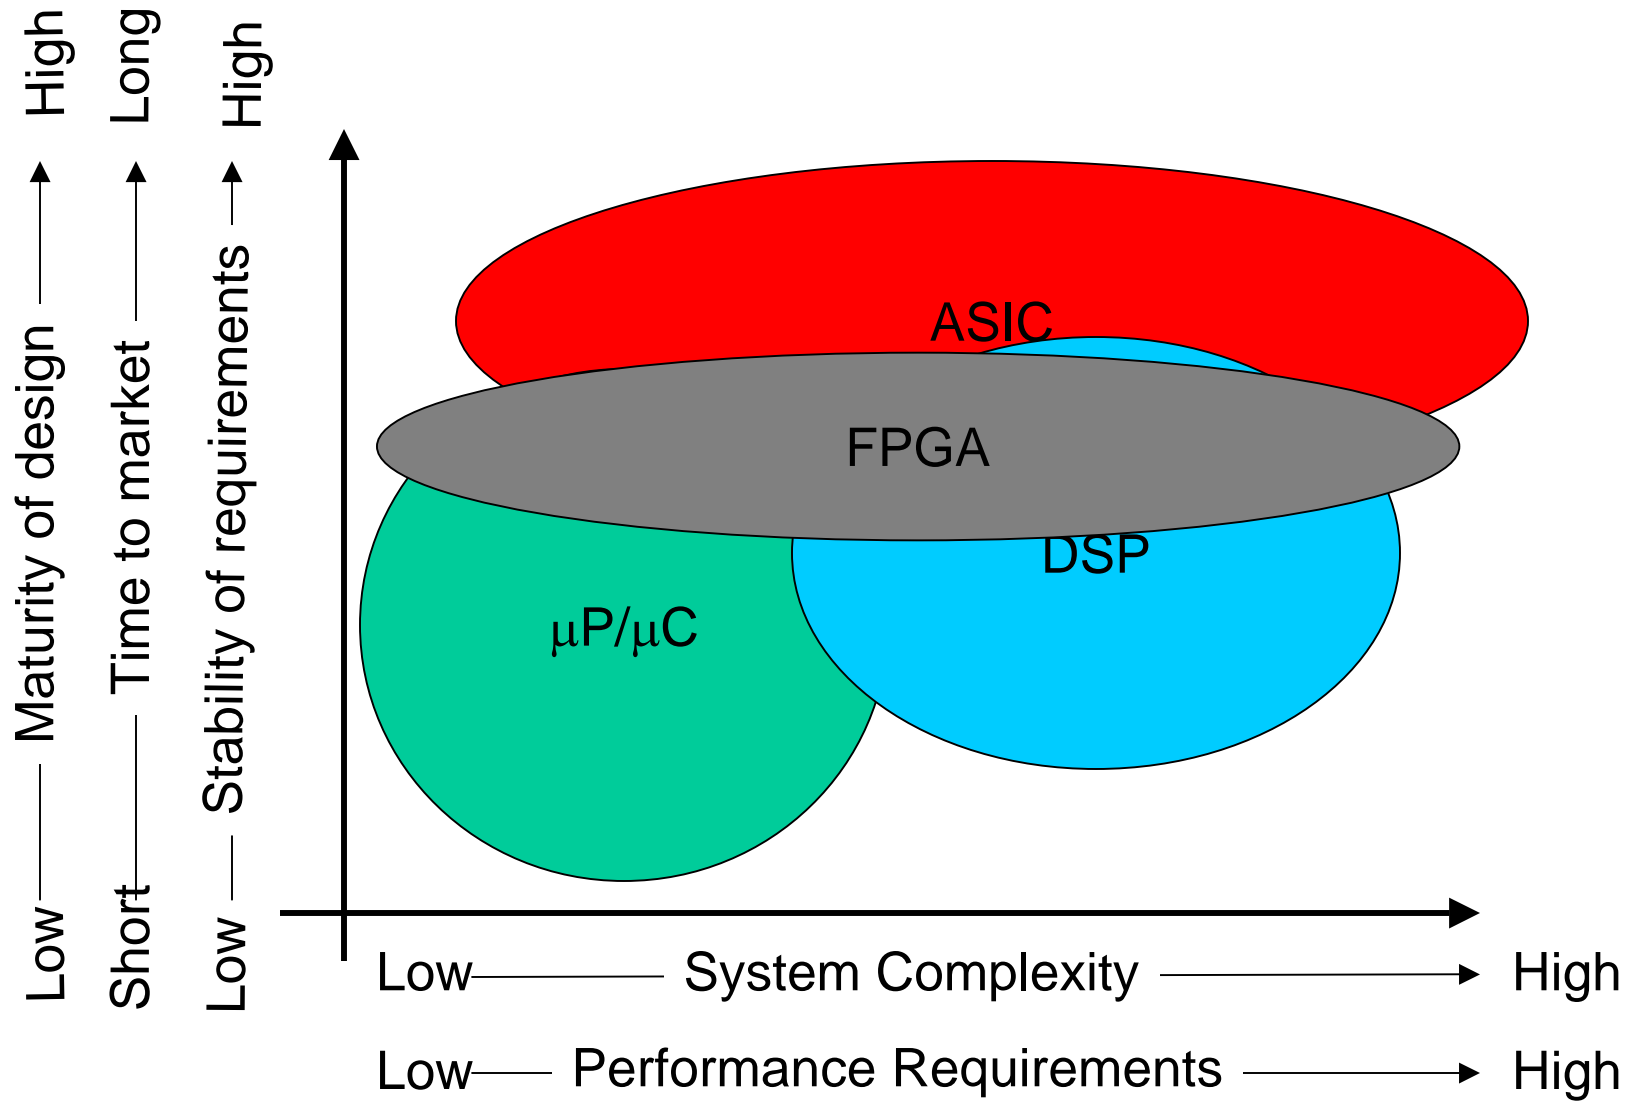 Low Maturity of design High
Short Time to market Long
Low Stability of requirements High
ASIC
FPGA
DSP
μP/μC
Low System Complexity High
Low Performance Requirements High